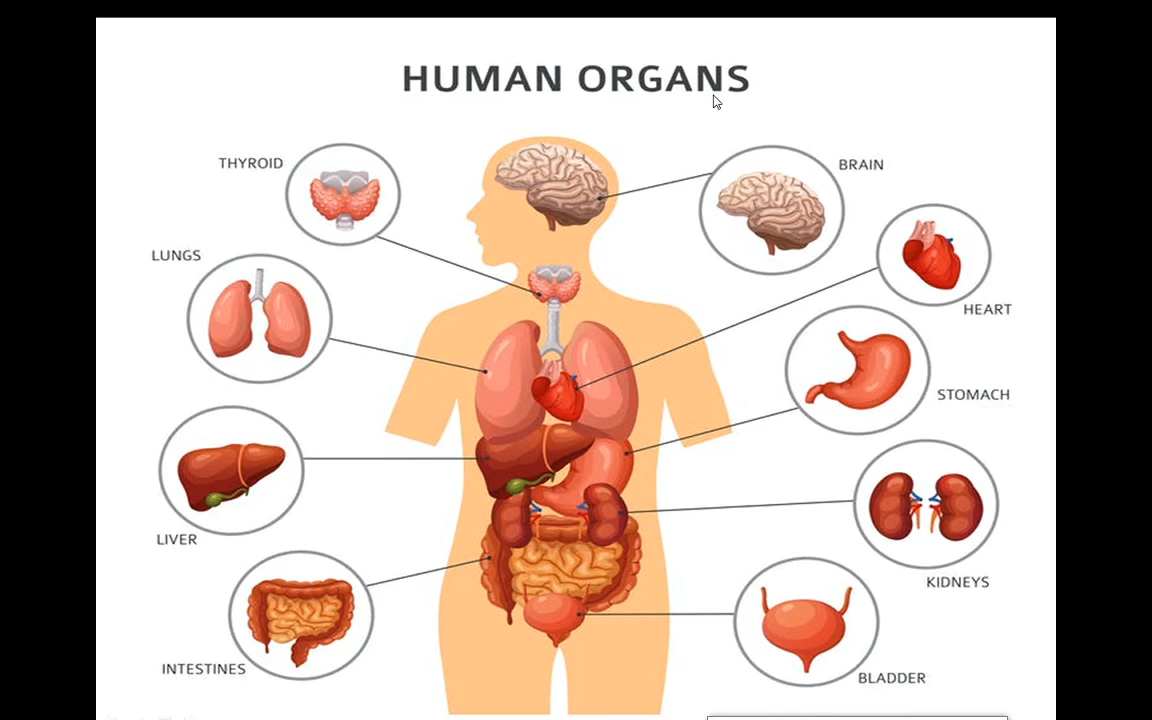 HUMAN ORGANS
THYROID
BRAIN
LUNGS
HEART
STOMACH
LIVER
KIDNEYS
INTESTINES
BLADDER